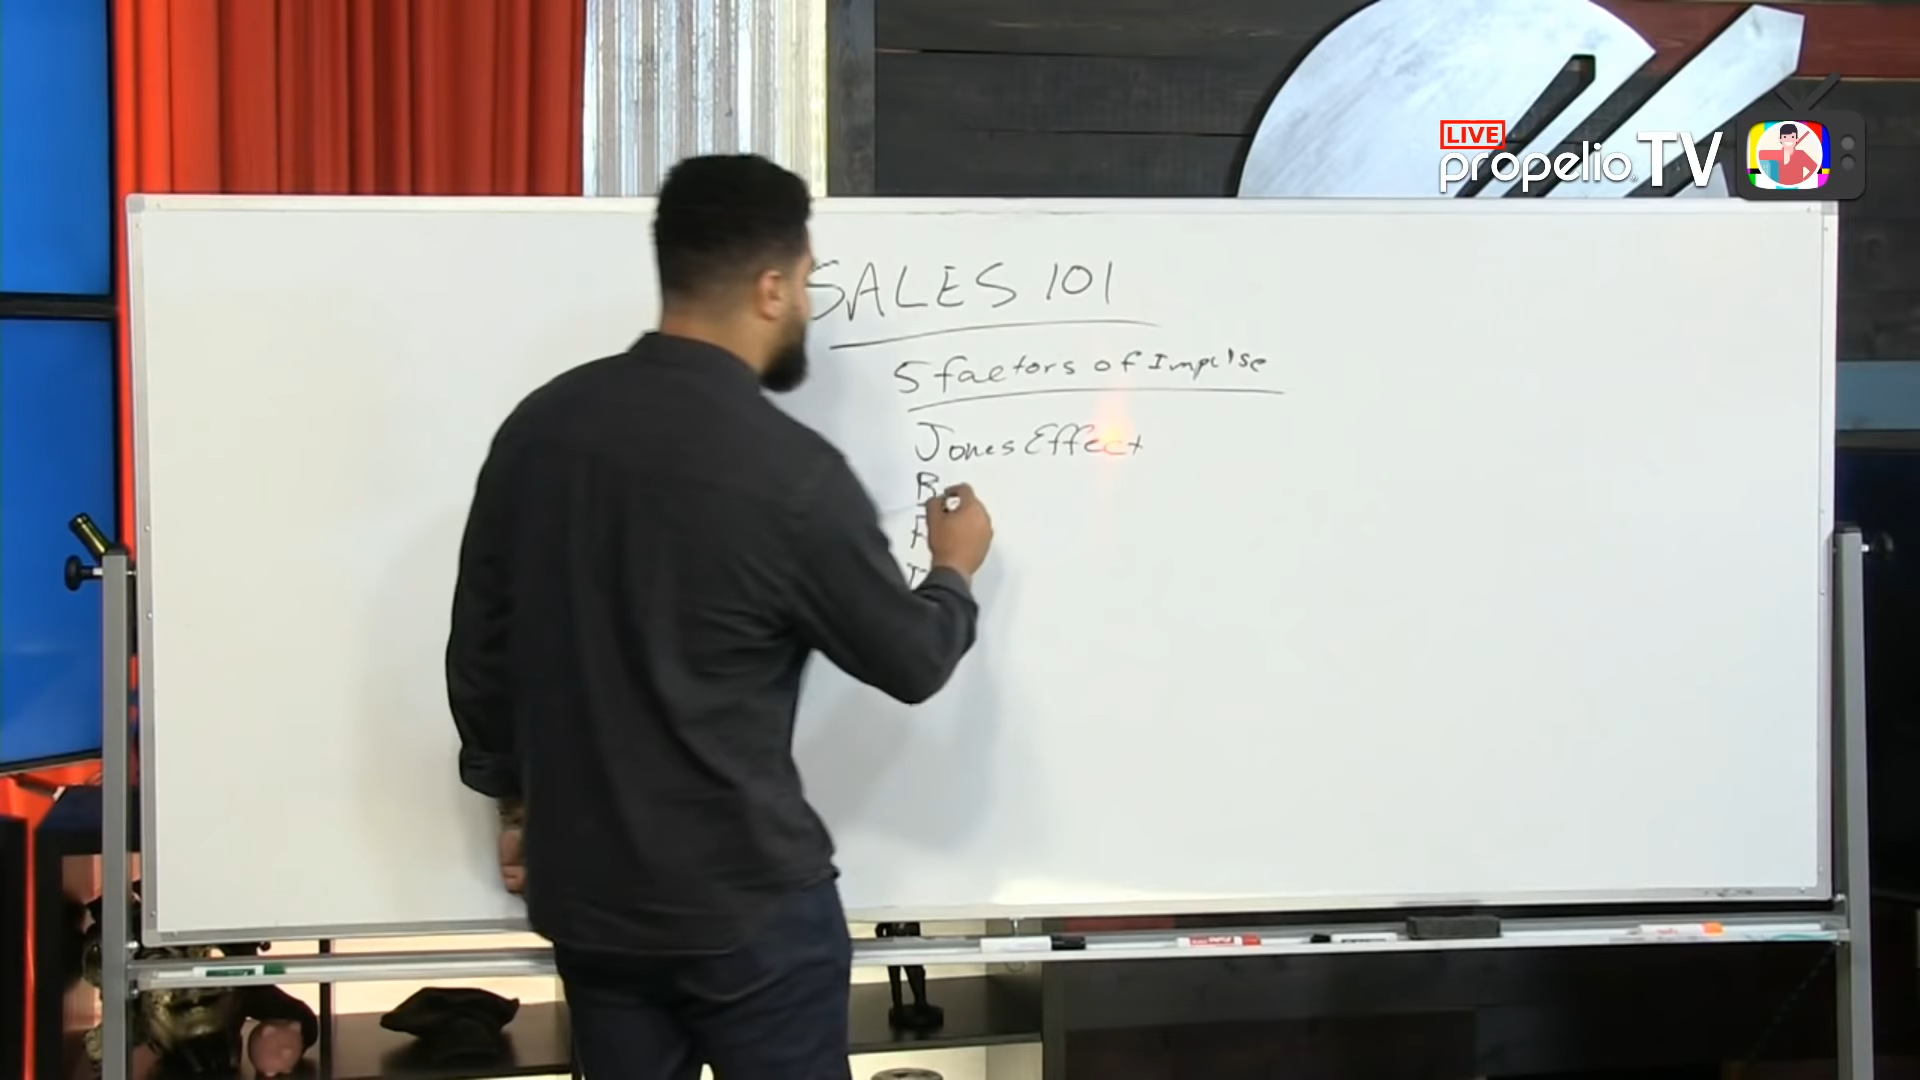 LIVE
propelio TV
SALES 101
5 factors of Impulse
Jones Effect
R
F